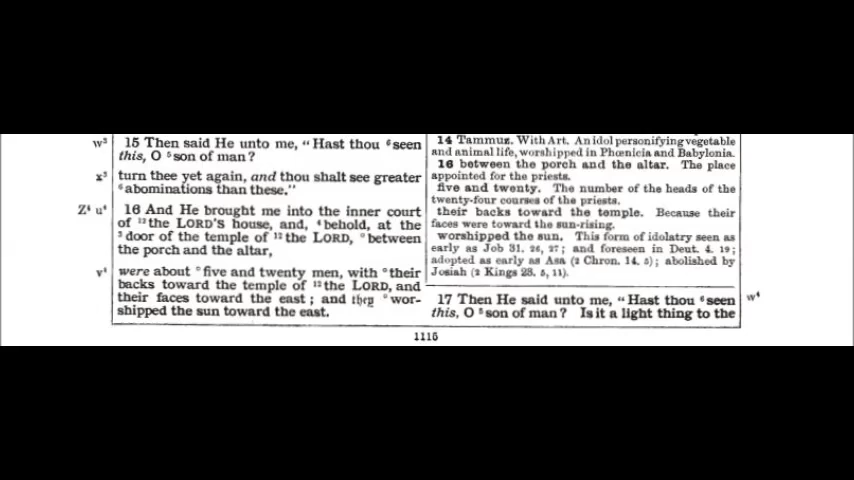 w³ 15 Then said He unto me, “Hast thou °seen
this, O ⁵son of man?
x³ turn thee yet again, and thou shalt see greater
⁶abominations than these.”
Z⁴ u⁴ 16 And He brought me into the inner court
of ¹²the LORD'S house, and, ⁴behold, at the
³door of the temple of ¹²the LORD, °between
the porch and the altar,
v⁴ were about °five and twenty men, with °their
backs toward the temple of ¹²the LORD, and
their faces toward the east; and they °wor-
shipped the sun toward the east.
14 Tammuz. With Art. An idol personifying vegetable
and animal life, worshipped in Phœnicia and Babylonia.
16 between the porch and the altar. The place
appointed for the priests.
five and twenty. The number of the heads of the
twenty-four courses of the priests.
their backs toward the temple. Because their
faces were toward the sun-rising.
worshipped the sun. This form of idolatry seen as
early as Job 31. 26, 27; and foreseen in Deut. 4. 19;
adopted as early as Asa (2 Chron. 14. 5); abolished by
Josiah (2 Kings 23. 5, 11).
17 Then He said unto me, “Hast thou ⁶seen w⁴
this, O ⁵son of man? Is it a light thing to the
1115